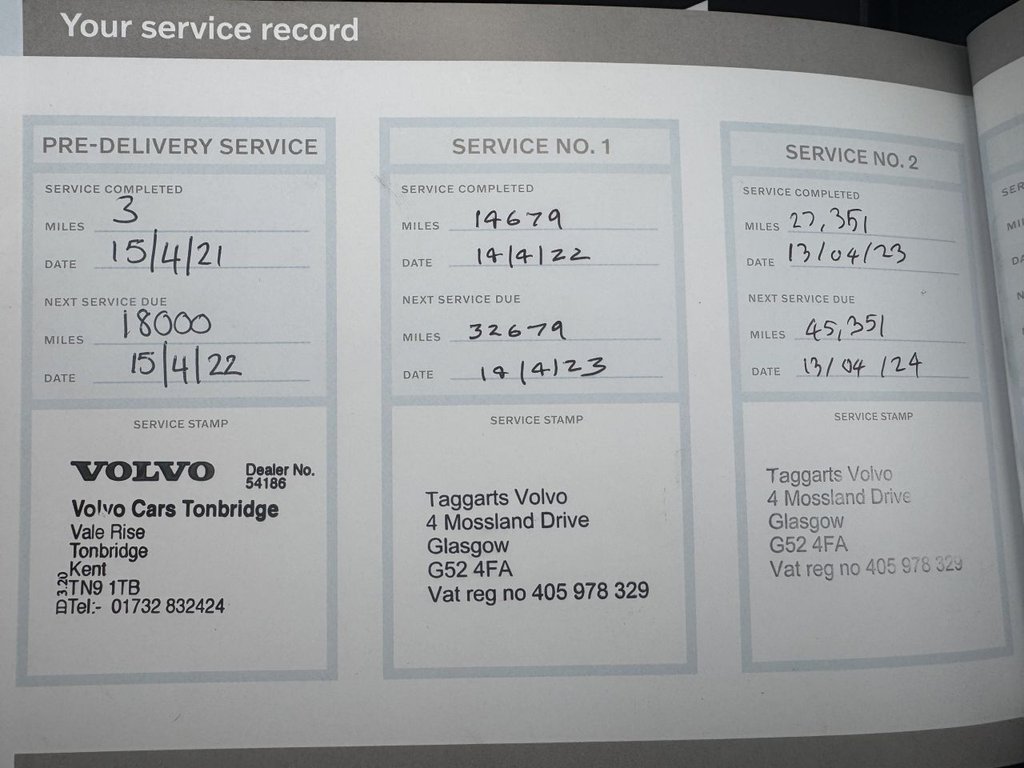 Your service record
PRE-DELIVERY SERVICE
SERVICE COMPLETED
MILES 3
DATE 15/4/21
NEXT SERVICE DUE
MILES 18000
DATE 15/4/22
SERVICE STAMP
VOLVO Dealer No.
54186
Volvo Cars Tonbridge
Vale Rise
Tonbridge
Kent
TN9 1TB
Tel:- 01732 832424
3.20
SERVICE NO. 1
SERVICE COMPLETED
MILES 14679
DATE 14/4/22
NEXT SERVICE DUE
MILES 32679
DATE 14/4/23
SERVICE STAMP
Taggarts Volvo
4 Mossland Drive
Glasgow
G52 4FA
Vat reg no 405 978 329
SERVICE NO. 2
SERVICE COMPLETED
MILES 27,351
DATE 13/04/23
NEXT SERVICE DUE
MILES 45,351
DATE 13/04/24
SERVICE STAMP
Taggarts Volvo
4 Mossland Drive
Glasgow
G52 4FA
Vat reg no 405 978 329